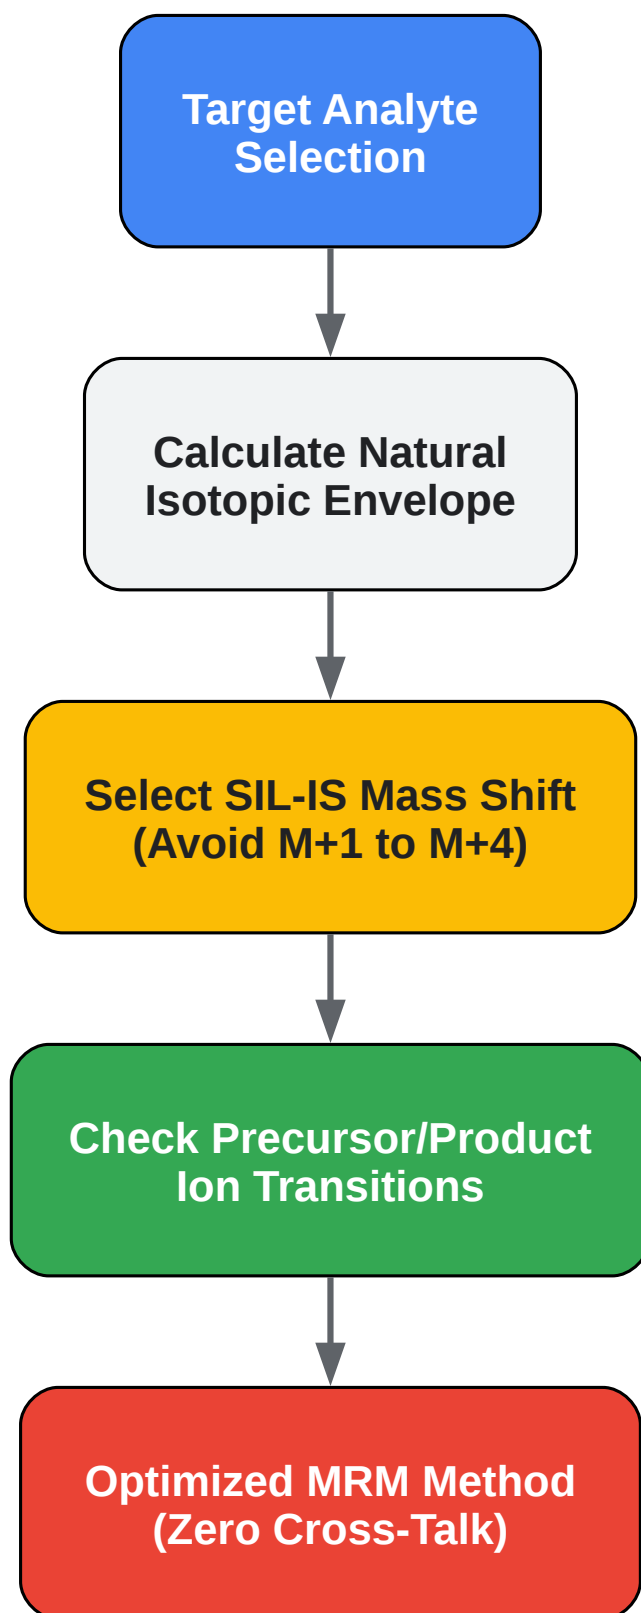 Target Analyte
Selection
Calculate Natural
Isotopic Envelope
Select SIL-IS Mass Shift
(Avoid M+1 to M+4)
Check Precursor/Product
Ion Transitions
Optimized MRM Method
(Zero Cross-Talk)